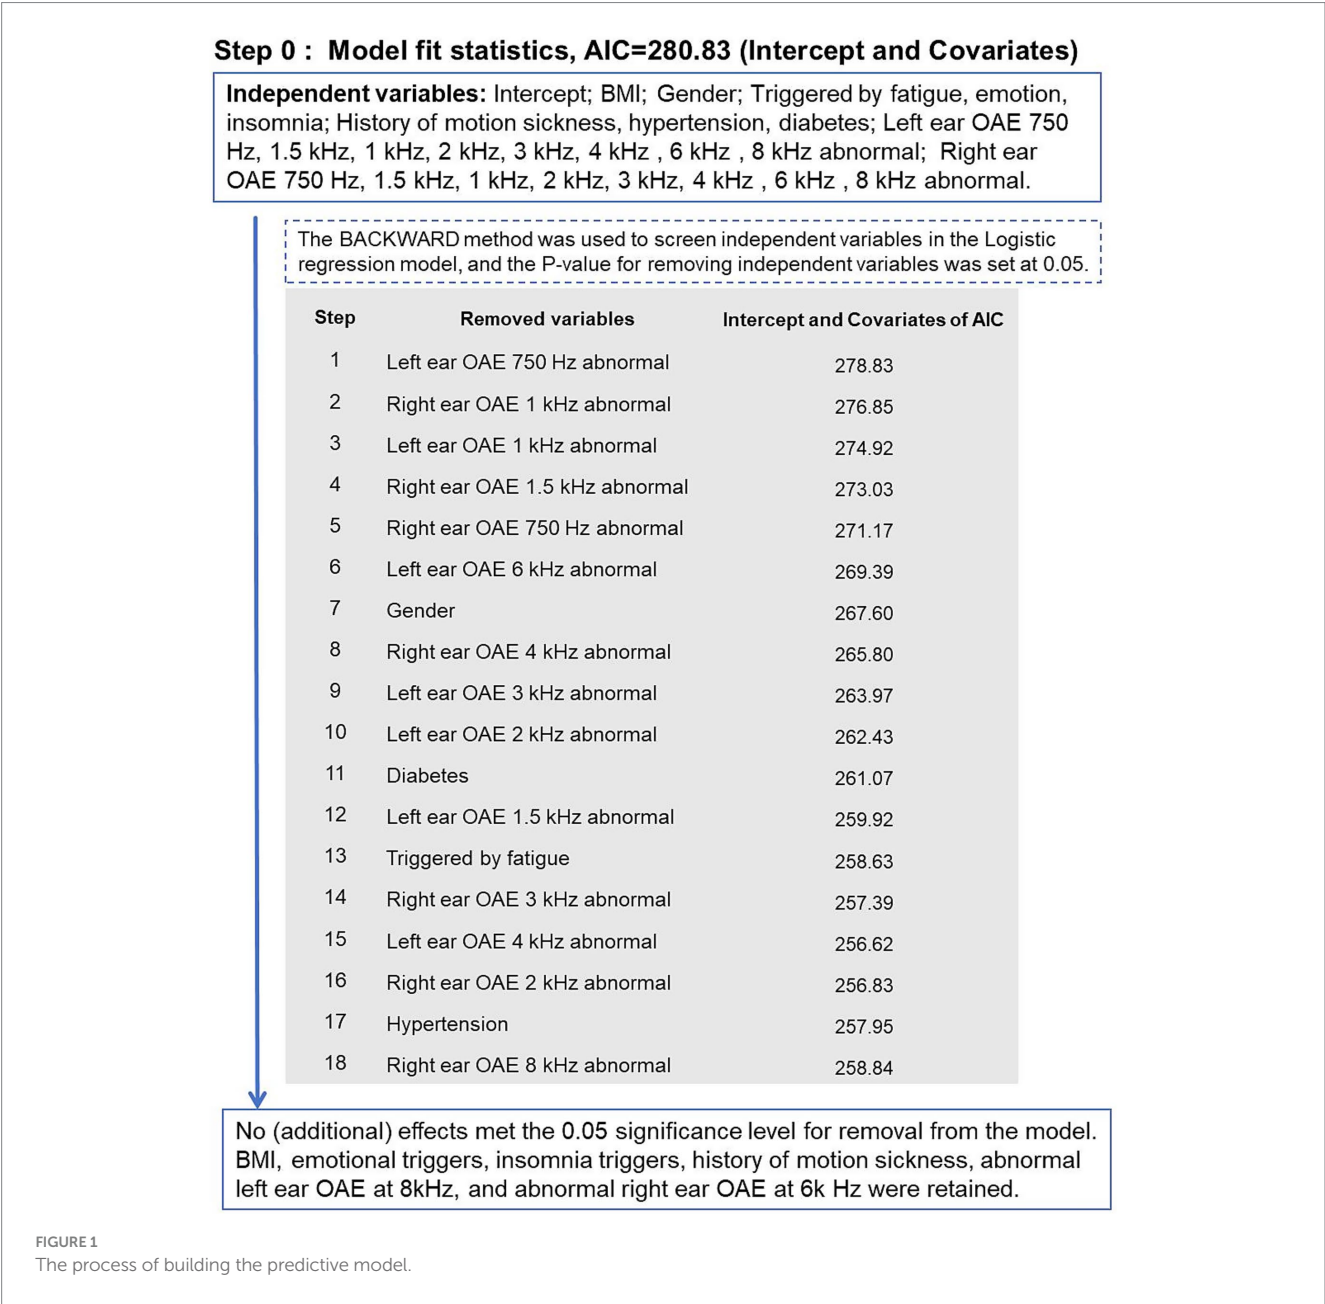 Step 0 : Model fit statistics, AIC=280.83 (Intercept and Covariates)
Independent variables: Intercept; BMI; Gender; Triggered by fatigue, emotion,
insomnia; History of motion sickness, hypertension, diabetes; Left ear OAE 750
Hz, 1.5 kHz, 1 kHz, 2 kHz, 3 kHz, 4 kHz , 6 kHz , 8 kHz abnormal; Right ear
OAE 750 Hz, 1.5 kHz, 1 kHz, 2 kHz, 3 kHz, 4 kHz , 6 kHz , 8 kHz abnormal.
The BACKWARD method was used to screen independent variables in the Logistic
regression model, and the P-value for removing independent variables was set at 0.05.
Step Removed variables Intercept and Covariates of AIC
1 Left ear OAE 750 Hz abnormal 278.83
2 Right ear OAE 1 kHz abnormal 276.85
3 Left ear OAE 1 kHz abnormal 274.92
4 Right ear OAE 1.5 kHz abnormal 273.03
5 Right ear OAE 750 Hz abnormal 271.17
6 Left ear OAE 6 kHz abnormal 269.39
7 Gender 267.60
8 Right ear OAE 4 kHz abnormal 265.80
9 Left ear OAE 3 kHz abnormal 263.97
10 Left ear OAE 2 kHz abnormal 262.43
11 Diabetes 261.07
12 Left ear OAE 1.5 kHz abnormal 259.92
13 Triggered by fatigue 258.63
14 Right ear OAE 3 kHz abnormal 257.39
15 Left ear OAE 4 kHz abnormal 256.62
16 Right ear OAE 2 kHz abnormal 256.83
17 Hypertension 257.95
18 Right ear OAE 8 kHz abnormal 258.84
No (additional) effects met the 0.05 significance level for removal from the model.
BMI, emotional triggers, insomnia triggers, history of motion sickness, abnormal
left ear OAE at 8kHz, and abnormal right ear OAE at 6k Hz were retained.
FIGURE 1
The process of building the predictive model.